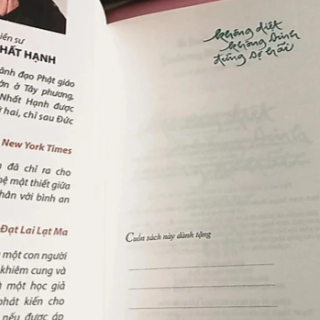 iền sư
HẤT HẠNH
ãnh đạo Phật giáo
ớn ở Tây phương,
Nhất Hạnh được
ứ hai, chỉ sau Đức
New York Times
đã chỉ ra cho
ệ mật thiết giữa
hân với bình an
Đạt Lai Lạt Ma
một con người
khiêm cung và
à một học giả
phát kiến cho
nếu được áp
không diệt
không sinh
đừng sợ hãi
Cuốn sách này dành tặng